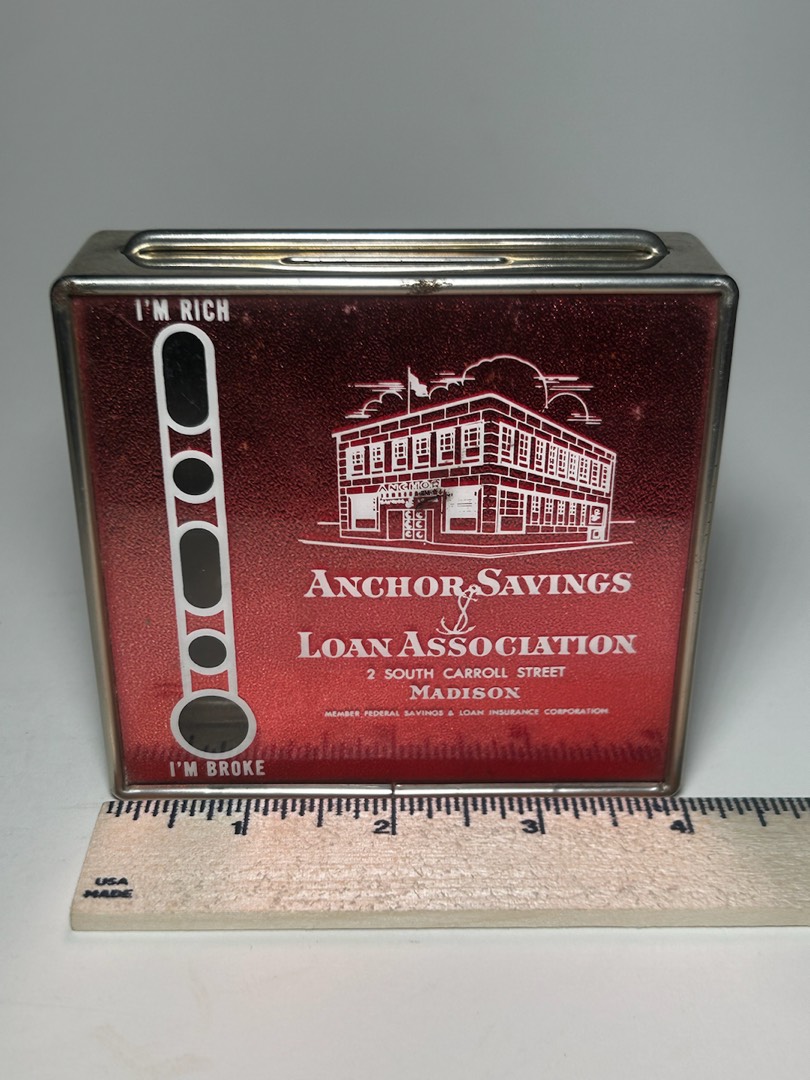 I'M RICH
ANCHOR
ANCHOR SAVINGS
LOAN ASSOCIATION
2 SOUTH CARROLL STREET
MADISON
MEMBER FEDERAL SAVINGS & LOAN INSURANCE CORPORATION
I'M BROKE
1 2 3 4
USA
MADE